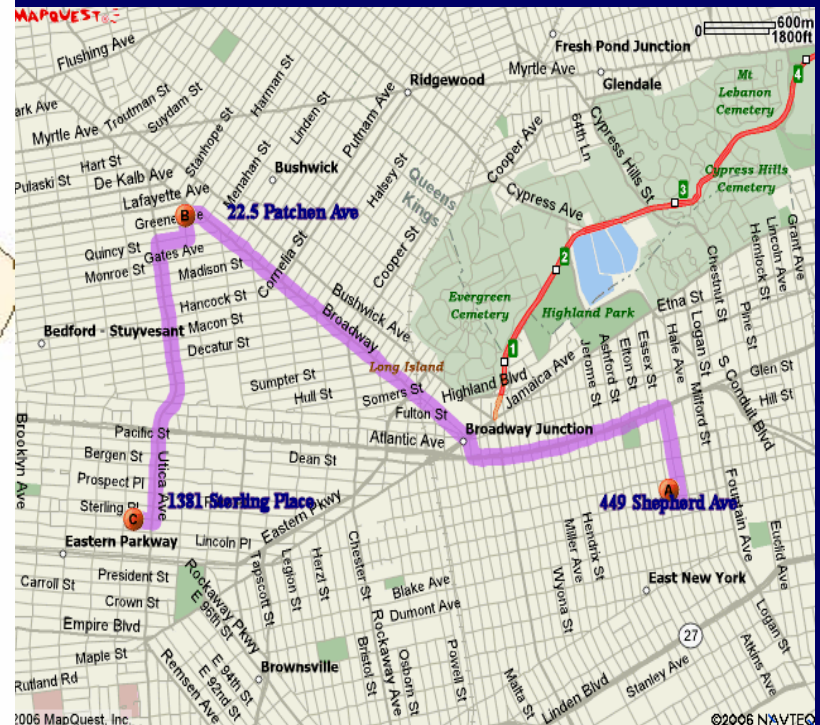 MAPQUEST
600m
0
1800ft
Flushing Ave
Fresh Pond Junction
Myrtle Ave
Glendale
Ridgewood
Mt
Lebanon
Cemetery
4
ark Ave
Troutman St
Suydam St
Harman St
Stanhope St
Linden St
Menahan St
Putnam Ave
Myrtle Ave
Hart St
Pulaski St
De Kalb Ave
Bushwick
Lafayette Ave
Halsey St
Queens
Kings
Cooper Ave
64th Ln
Cypress Hills St
Cypress Ave
3
Cypress Hills
Cemetery
B
22.5 Patchen Ave
Quincy St
Gates Ave
Monroe St
Madison St
Cornelia St
Cooper St
Hancock St
Macon St
Decatur St
Bedford - Stuyvesant
Bushwick Ave
Broadway
2
Evergreen
Cemetery
Highland Park
1
Grant Ave
Lincoln Ave
Hemlock St
Chestnut St
Pine St
Etna St
Logan St
Hale Ave
Essex St
Elton St
Ashford St
Jerome St
Milford St
S Conduit Blvd
Glen St
Hill St
Long Island
Sumpter St
Hull St
Somers St
Highland Blvd
Jamaica Ave
Fulton St
Broadway Junction
Atlantic Ave
Pacific St
Brooklyn Ave
Bergen St
Dean St
Prospect Pl
Utica Ave
1381 Sterling Place
C
A
449 Shepherd Ave
Eastern Pkwy
Eastern Parkway
Lincoln Pl
Fountain Ave
Euclid Ave
Hendrix St
Miller Ave
Wyona St
East New York
President St
Carroll St
Crown St
Empire Blvd
Maple St
Rutland Rd
Rockaway Pkwy
E 96th St
E 94th St
E 92nd St
Remsen Ave
Tapscott St
Legion St
Herzl St
Chester St
Blake Ave
Dumont Ave
Rockaway Ave
Bristol St
Osborn St
Powell St
Brownsville
Malta St
Linden Blvd
27
Stanley Ave
Atkins Ave
Logan St
2006 MapQuest, Inc.
©2006 NAVTEQ